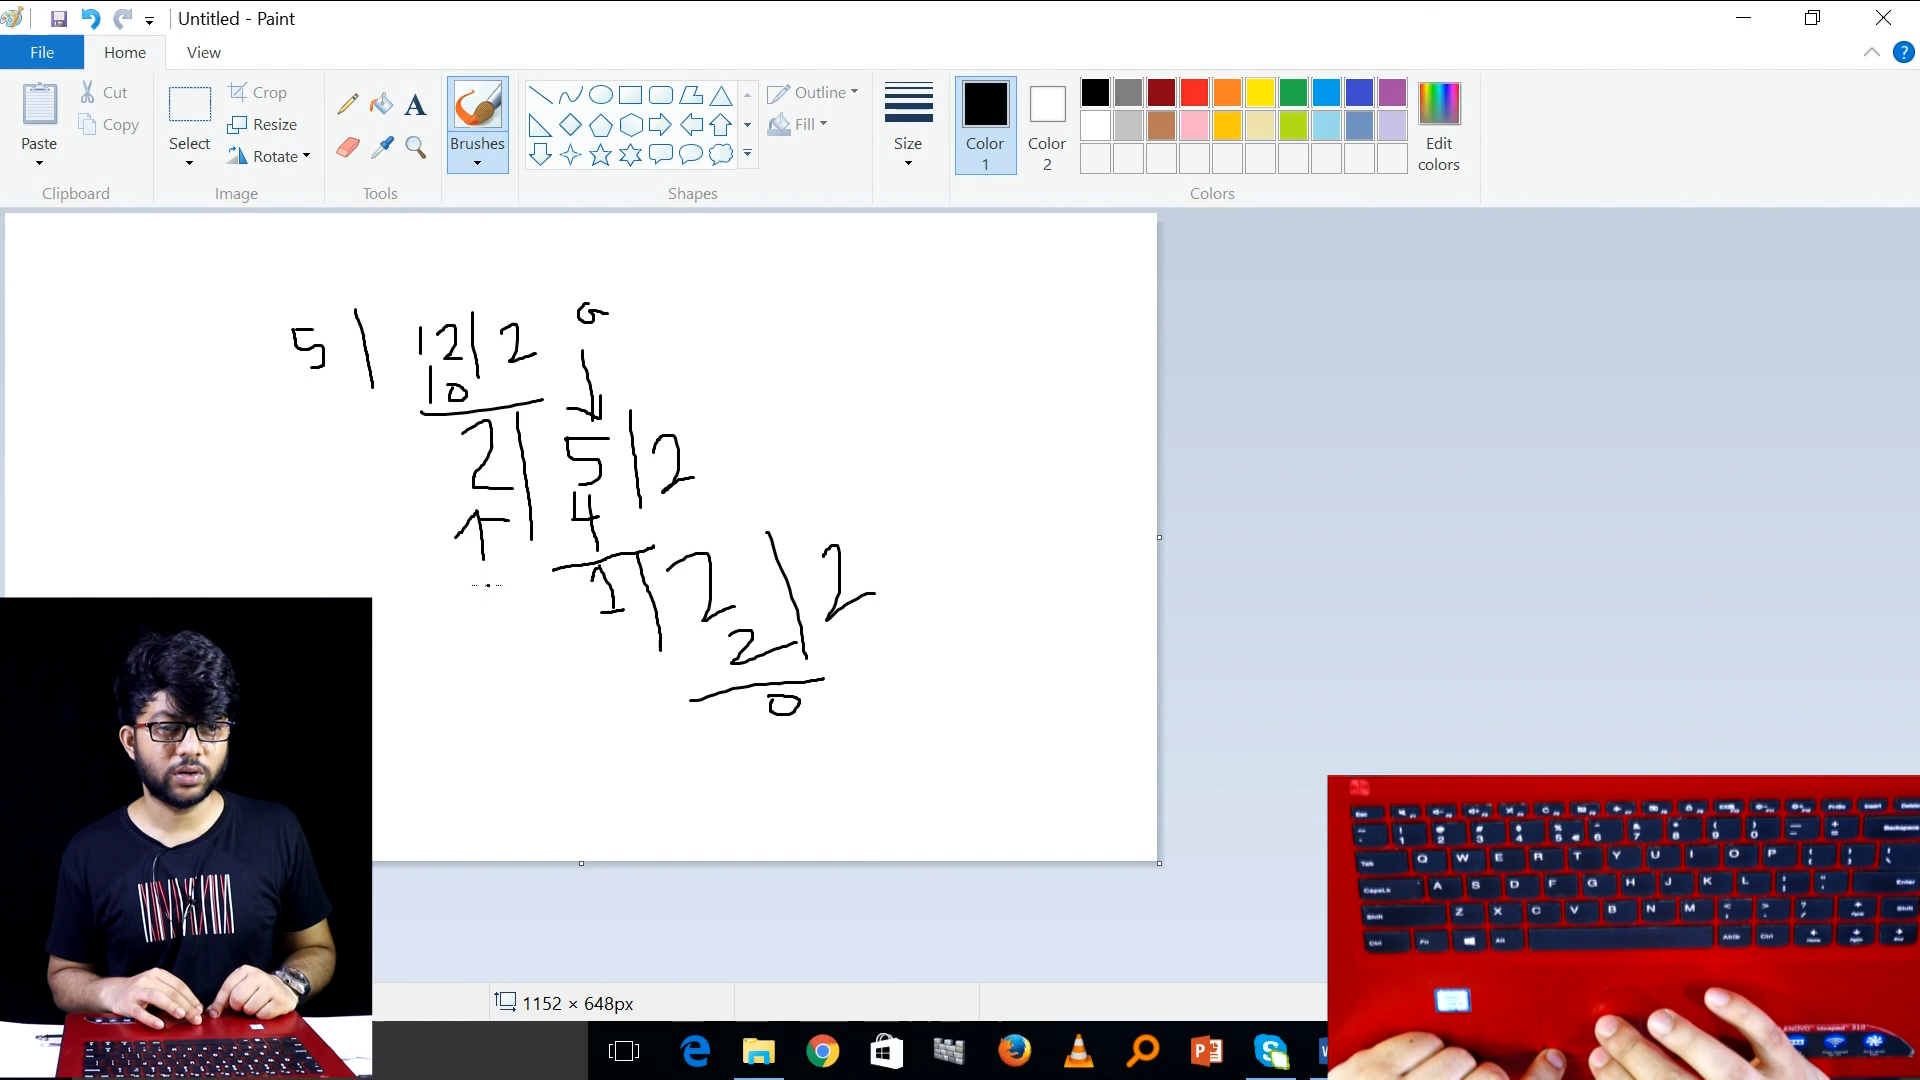 Untitled - Paint
File Home View
Paste
Cut
Copy
Clipboard
Select
Crop
Resize
Rotate
Image
Tools
Brushes
Shapes
Outline
Fill
Size
Color 1
Color 2
Edit colors
Colors
5 | 12 | 2
10
2 | 5 | 2
4
1 | 2 | 2
2
0
1152 × 648px
Q W E R T Y U I O P
A S D F G H J K L
Z X C V B N M